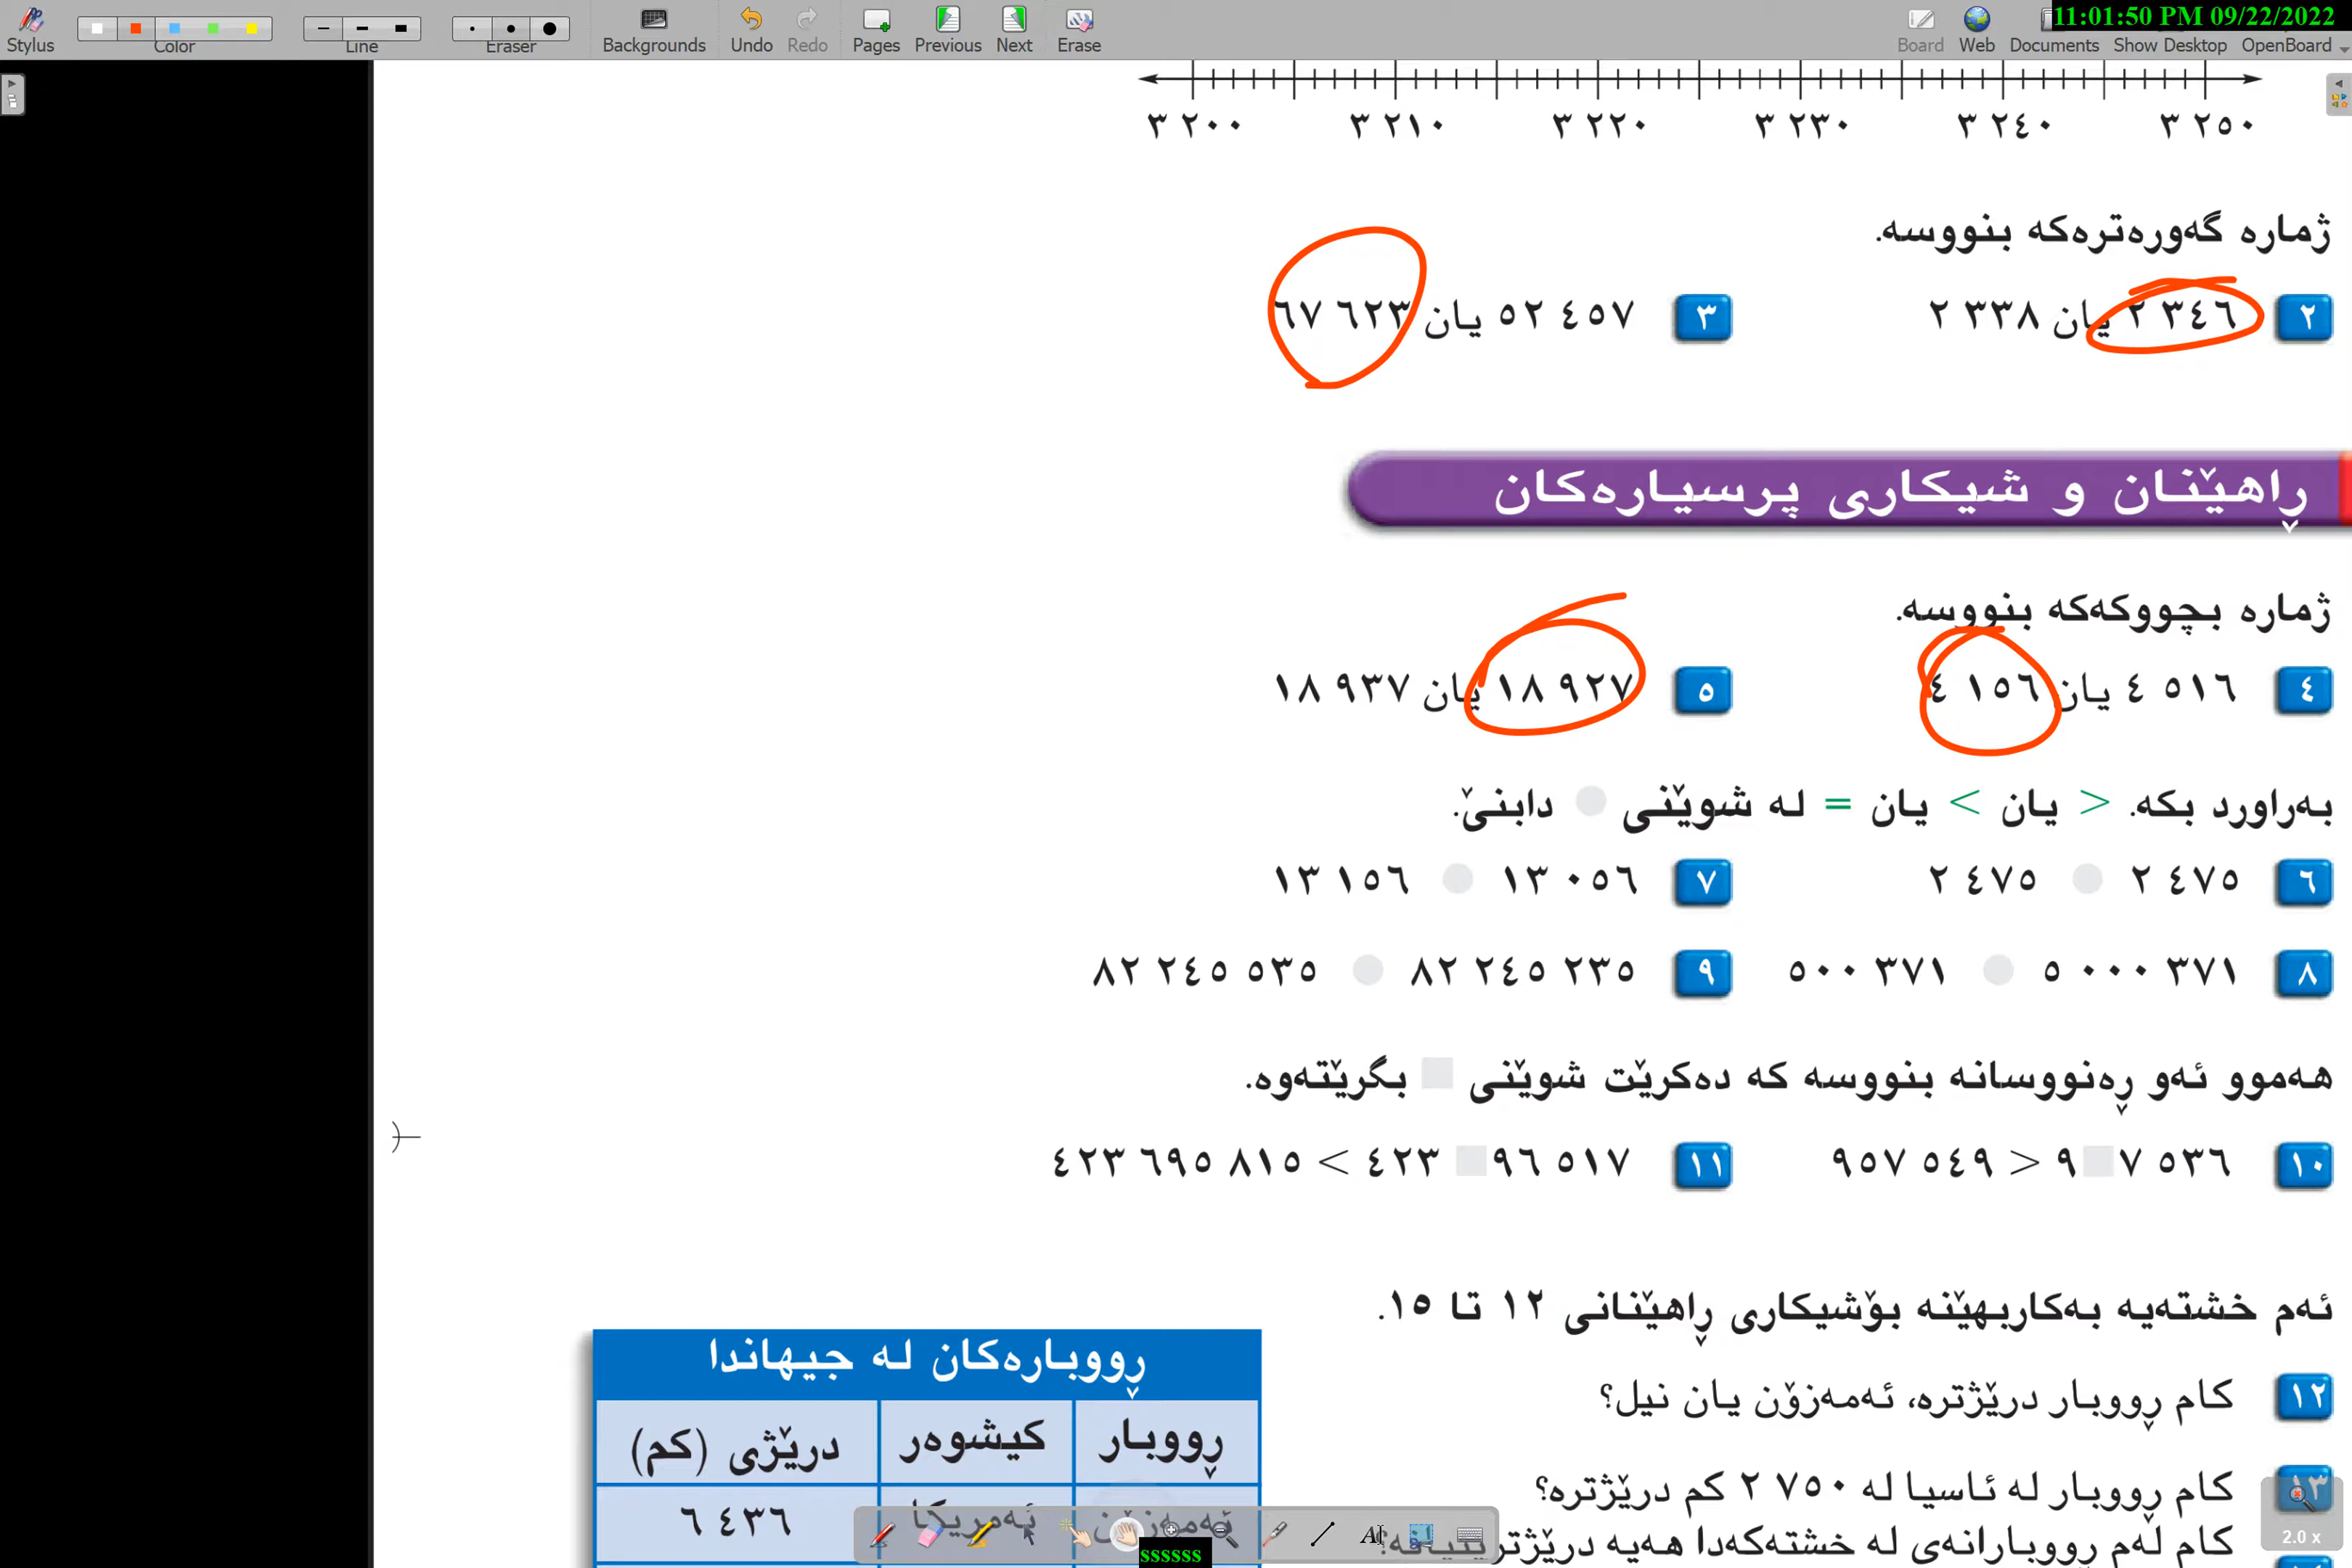 11:01:50 PM 09/22/2022
Stylus Color Line Eraser Backgrounds Undo Redo Pages Previous Next Erase Board Web Documents Show Desktop OpenBoard
٣ ٢٠٠ ٣ ٢١٠ ٣ ٢٢٠ ٣ ٢٣٠ ٣ ٢٤٠ ٣ ٢٥٠
ژمارە گەورەترەکە بنووسە.
٢ ٢ ٣٤٦ یان ٢ ٣٣٨
٣ ٥٢ ٤٥٧ یان ٦٧ ٦٢٣
ڕاهێنان و شیکاری پرسیارەکان
ژمارە بچووکەکە بنووسە.
٤ ٤ ٥١٦ یان ٤ ١٥٦
٥ ١٨ ٩٢٧ یان ١٨ ٩٣٧
بەراورد بکە. > یان < یان = لە شوێنی دابنێ.
٦ ٢ ٤٧٥ ٢ ٤٧٥
٧ ١٣ ٠٥٦ ١٣ ١٥٦
٨ ٥ ٠٠٠ ٣٧١ ٥٠٠ ٣٧١
٩ ٨٢ ٢٤٥ ٢٣٥ ٨٢ ٢٤٥ ٥٣٥
هەموو ئەو ڕەنووسانە بنووسە کە دەکرێت شوێنی بگرێتەوە.
١٠ ٩٥٧ ٥٤٩ > ٩ ٧ ٥٣٦
١١ ٤٢٣ ٦٩٥ ٨١٥ < ٤٢٣ ٩٦ ٥١٧
ئەم خشتەیە بەکاربهێنە بۆشیکاری ڕاهێنانی ١٢ تا ١٥.
١٢ کام ڕووبار درێژترە، ئەمەزۆن یان نیل؟
١٣ کام ڕووبار لە ئاسیا لە ٢ ٧٥٠ کم درێژترە؟
کام لەم ڕووبارانەی لە خشتەکەدا هەیە
ڕووبارەکان لە جیهاندا
ڕووبار کیشوەر درێژی (کم)
ئەمەزۆن ئەمریکا ٦ ٤٣٦
2.0 x
ssssss